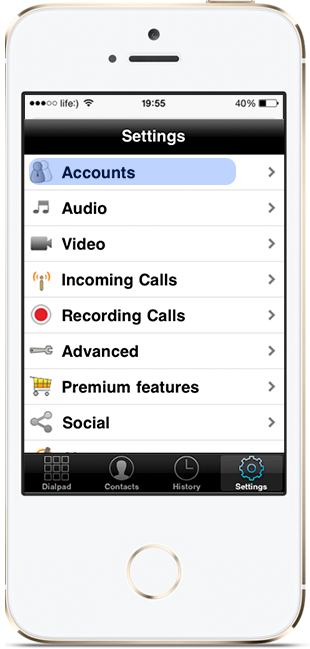 life:) 19:55 40%
Settings
Accounts
Audio
Video
Incoming Calls
Recording Calls
Advanced
Premium features
Social
Dialpad Contacts History Settings